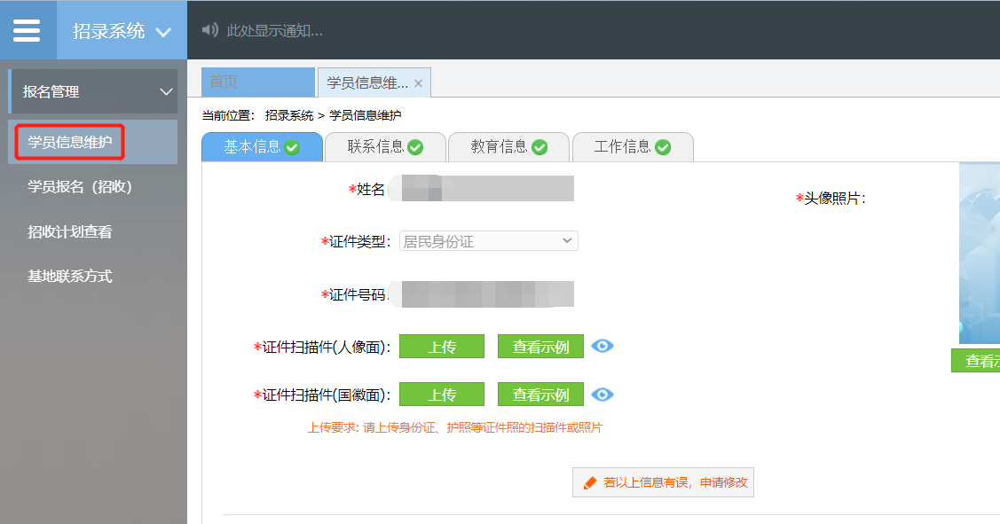 招录系统
此处显示通知...
报名管理
学员信息维护
学员报名（招收）
招收计划查看
基地联系方式
首页
学员信息维... ×
当前位置： 招录系统 > 学员信息维护
基本信息 联系信息 教育信息 工作信息
*姓名
*头像照片：
*证件类型： 居民身份证
*证件号码：
*证件扫描件(人像面)： 上传 查看示例
查看
*证件扫描件(国徽面)： 上传 查看示例
上传要求: 请上传身份证、护照等证件照的扫描件或照片
若以上信息有误，申请修改